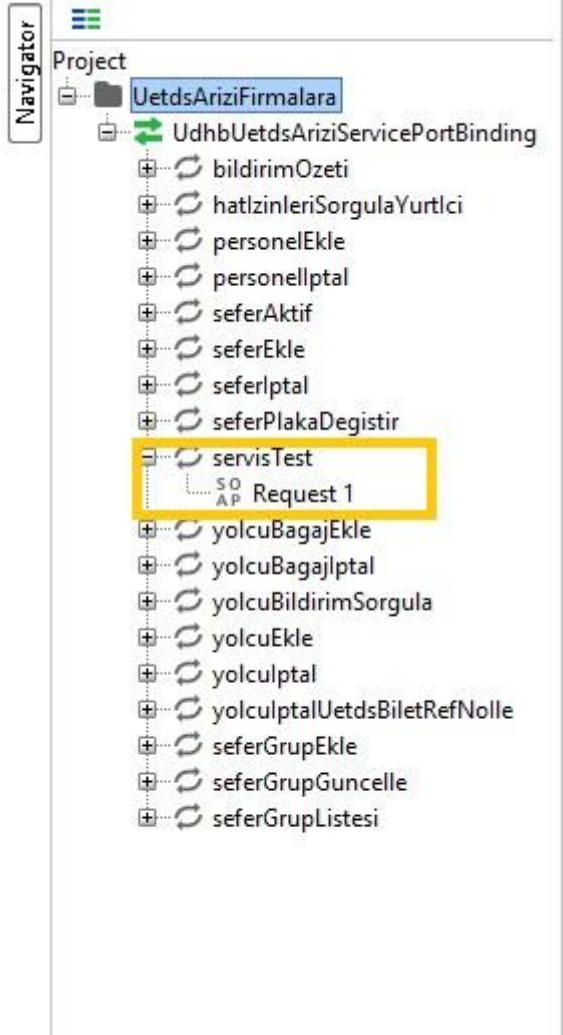 Navigator
Project
UetdsAriziFirmalara
UdhbUetdsAriziServicePortBinding
bildirimOzeti
hatIzinleriSorgulaYurtIci
personelEkle
personelIptal
seferAktif
seferEkle
seferIptal
seferPlakaDegistir
servisTest
SOAP Request 1
yolcuBagajEkle
yolcuBagajIptal
yolcuBildirimSorgula
yolcuEkle
yolcuIptal
yolcuIptalUetdsBiletRefNoIle
seferGrupEkle
seferGrupGuncelle
seferGrupListesi